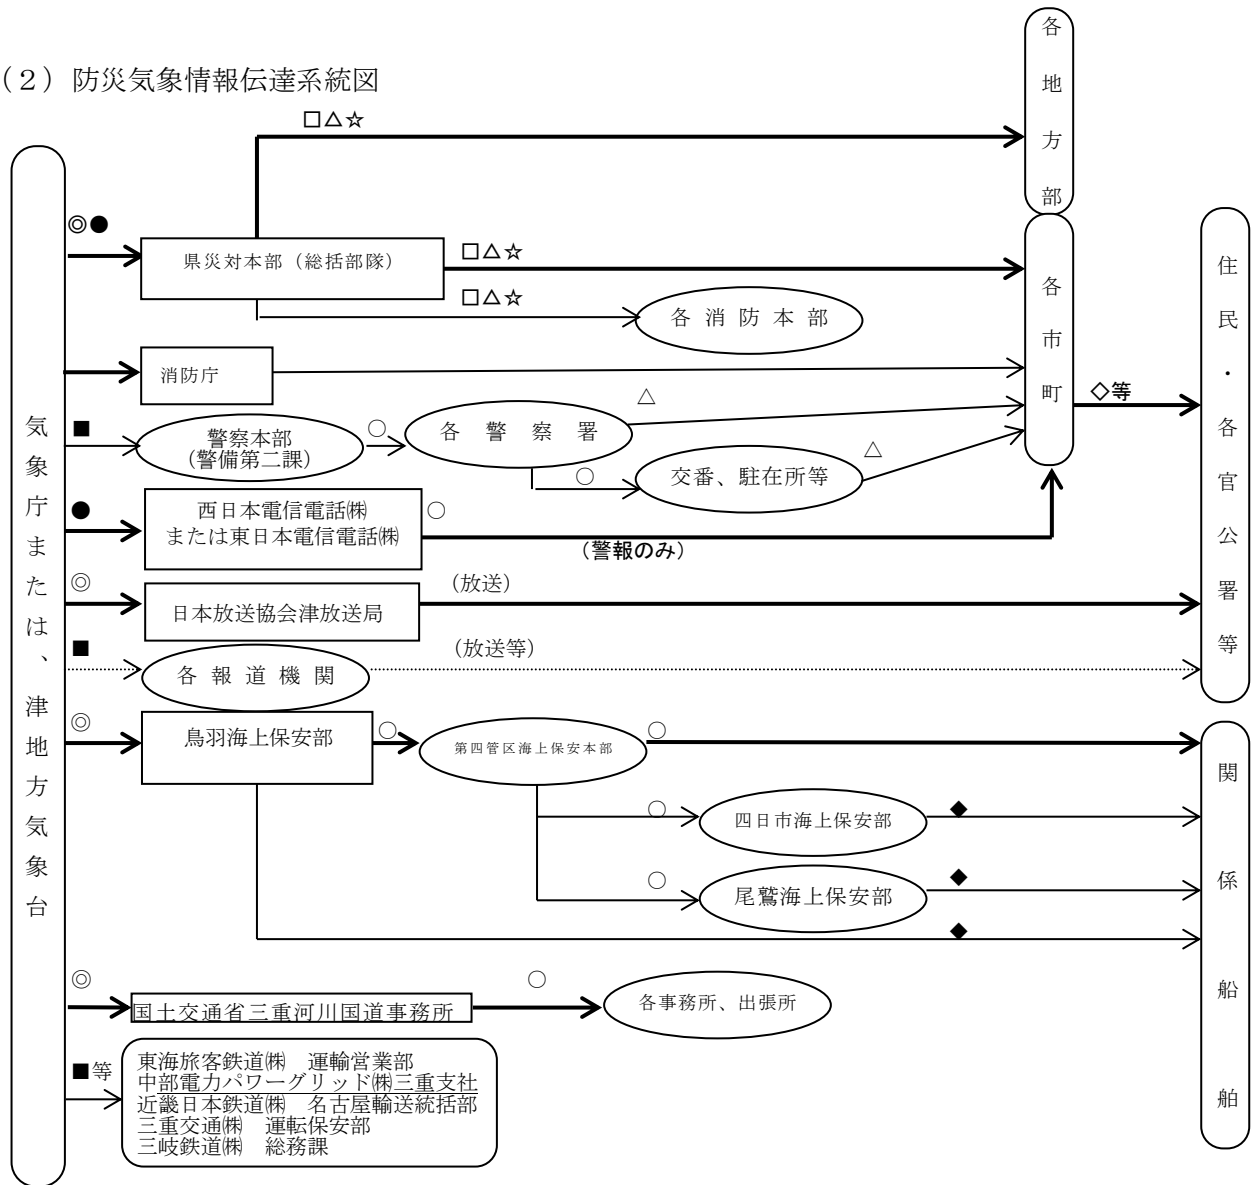 （２）防災気象情報伝達系統図
気象庁または、津地方気象台
□△☆
各地方部
◎●
県災対本部（総括部隊）
□△☆
□△☆
各消防本部
各市町
住民・各官公署等
消防庁
◇等
■
警察本部
（警備第二課）
○
各警察署
△
○
交番、駐在所等
△
●
西日本電信電話㈱
または東日本電信電話㈱
○
（警報のみ）
◎
日本放送協会津放送局
（放送）
■
各報道機関
（放送等）
◎
鳥羽海上保安部
○
第四管区海上保安本部
○
関係船舶
○
四日市海上保安部
◆
○
尾鷲海上保安部
◆
◆
◎
国土交通省三重河川国道事務所
○
各事務所、出張所
■等
東海旅客鉄道㈱　運輸営業部
中部電力パワーグリッド㈱三重支社
近畿日本鉄道㈱　名古屋輸送統括部
三重交通㈱　運転保安部
三岐鉄道㈱　総務課